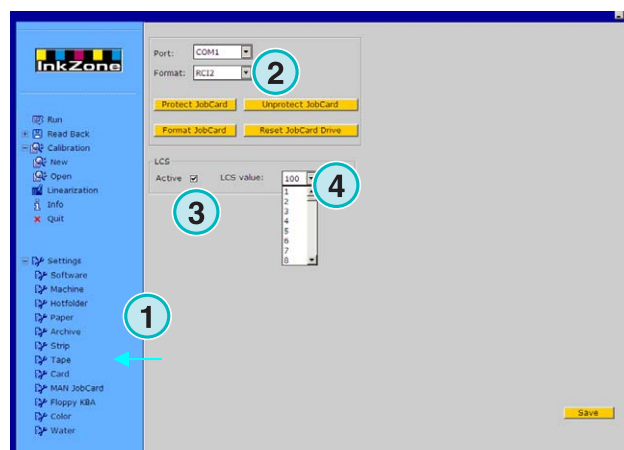 InkZone
Run
Read Back
Calibration
New
Open
Linearization
Info
Quit
Settings
Software
Machine
Hotfolder
Paper
Archive
Strip
Tape
Card
MAN JobCard
Floppy KBA
Color
Water
1
Port: COM1
Format: RCI2
2
Protect JobCard Unprotect JobCard
Format JobCard Reset JobCard Drive
LCS
Active LCS value: 100
3
4
1
2
3
4
5
6
7
8
Save